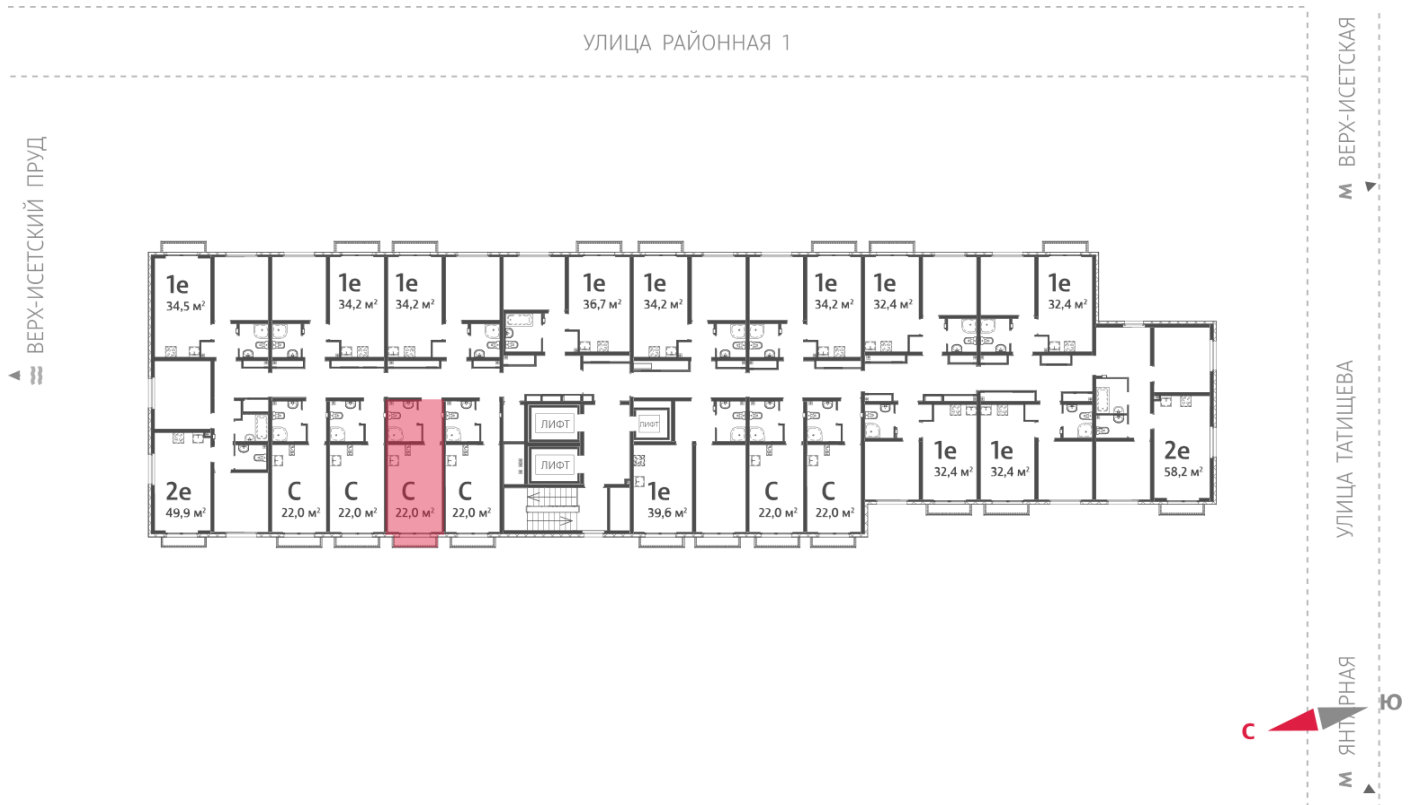 УЛИЦА РАЙОННАЯ 1
М ВЕРХ-ИСЕТСКАЯ
ВЕРХ-ИСЕТСКИЙ ПРУД
1е
34,5 м²
1е
34,2 м²
1е
34,2 м²
1е
36,7 м²
1е
34,2 м²
1е
34,2 м²
1е
32,4 м²
1е
32,4 м²
УЛИЦА ТАТИЩЕВА
ЛИФТ
ЛИФТ
ЛИФТ
2е
49,9 м²
С
22,0 м²
С
22,0 м²
С
22,0 м²
С
22,0 м²
1е
39,6 м²
С
22,0 м²
С
22,0 м²
1е
32,4 м²
1е
32,4 м²
2е
58,2 м²
М ЯНТАРНАЯ
С
Ю